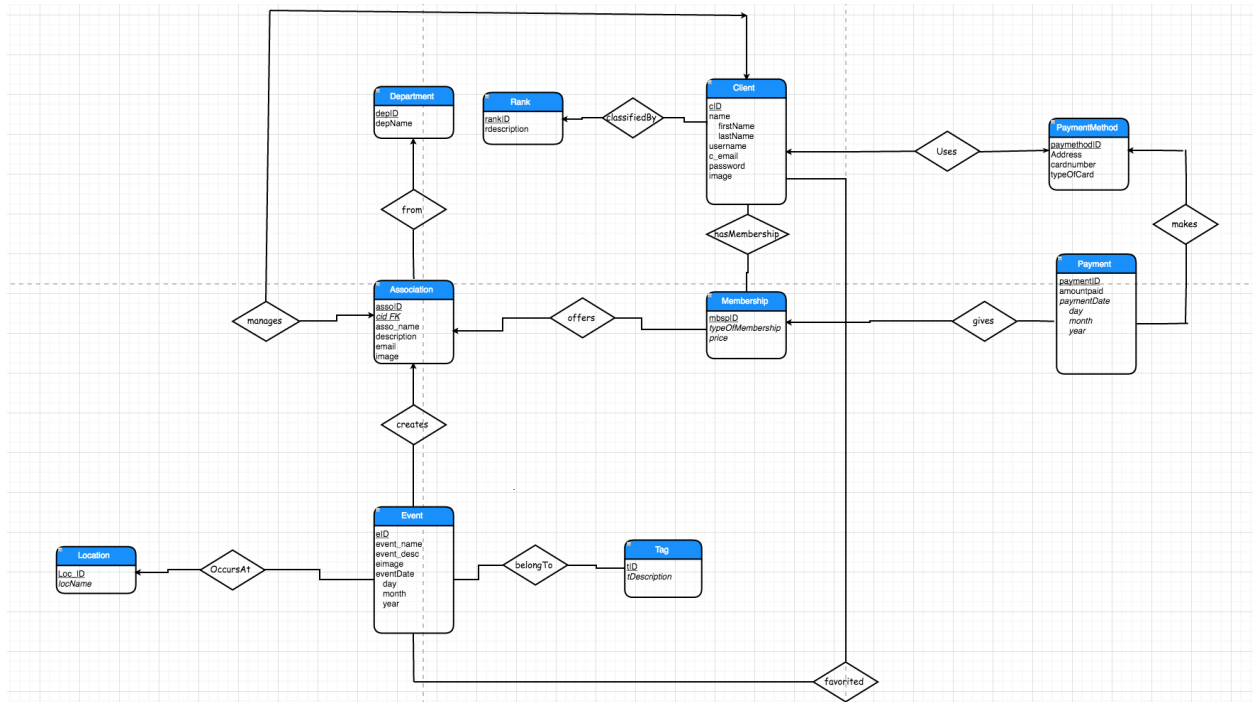 Client
cID
name
firstName
lastName
username
c_email
password
image
Department
depID
depName
Rank
rankID
rdescription
classifiedBy
PaymentMethod
paymethodID
Address
cardnumber
typeOfCard
Uses
from
hasMembership
makes
Association
assoID
cid FK
asso_name
description
email
image
manages
offers
Membership
mbspID
typeOfMembership
price
gives
Payment
paymentID
amountpaid
paymentDate
day
month
year
creates
Event
eID
event_name
event_desc
eimage
eventDate
day
month
year
Location
Loc_ID
locName
OccursAt
belongTo
Tag
tID
tDescription
favorited